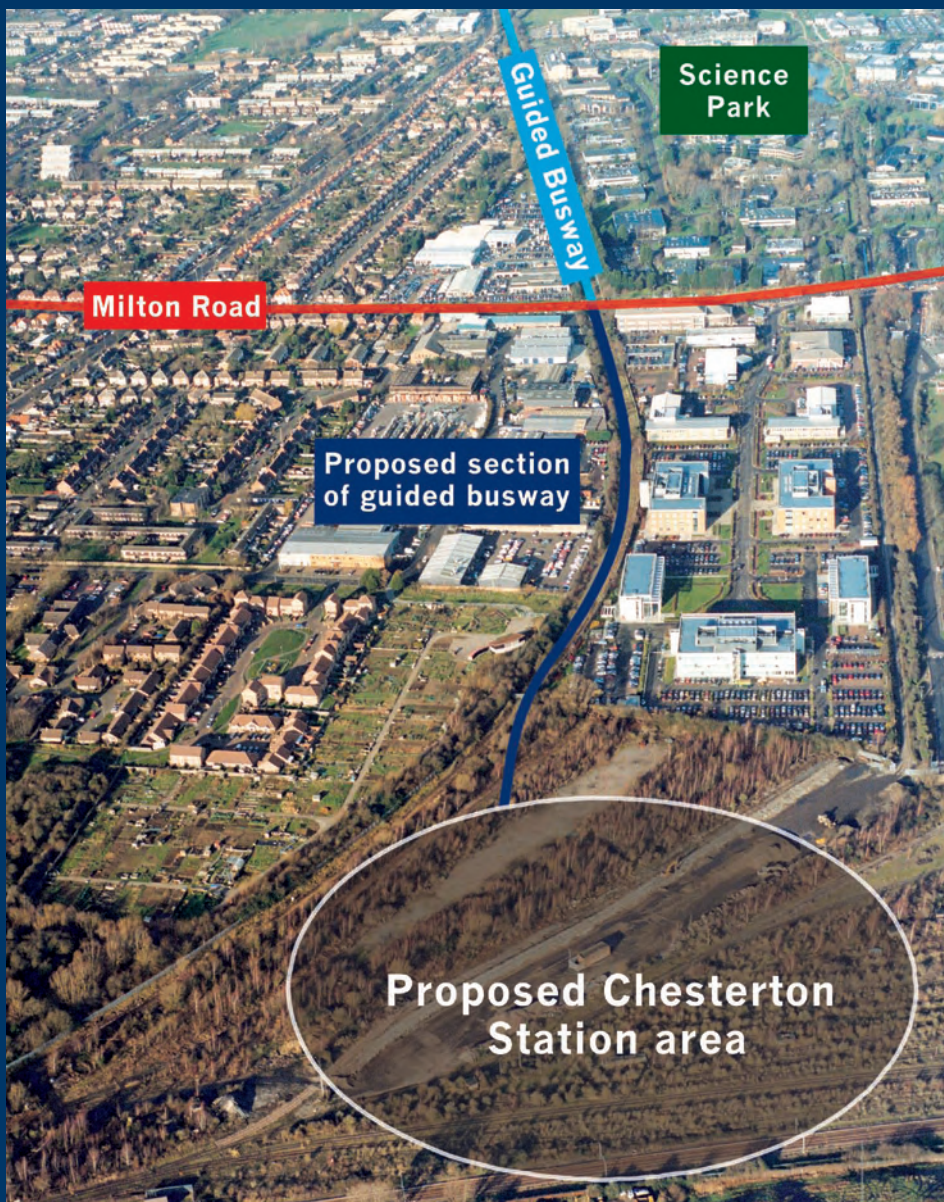 Guided Busway
Science
Park
Milton Road
Proposed section
of guided busway
Proposed Chesterton
Station area